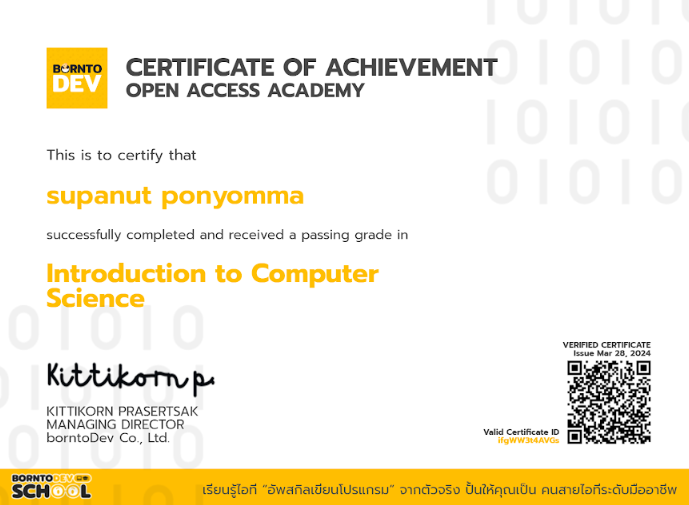 BORNTO
DEV
CERTIFICATE OF ACHIEVEMENT
OPEN ACCESS ACADEMY
This is to certify that
supanut ponyomma
successfully completed and received a passing grade in
Introduction to Computer
Science
Kittikorn p.
KITTIKORN PRASERTSAK
MANAGING DIRECTOR
borntoDev Co., Ltd.
VERIFIED CERTIFICATE
Issue Mar 28, 2024
Valid Certificate ID
ifgWW3t4AVGs
BORNTODEV
SCHOOL
เรียนรู้ไอที “อัพสกิลเขียนโปรแกรม” จากตัวจริง ปั้นให้คุณเป็น คนสายไอทีระดับมืออาชีพ